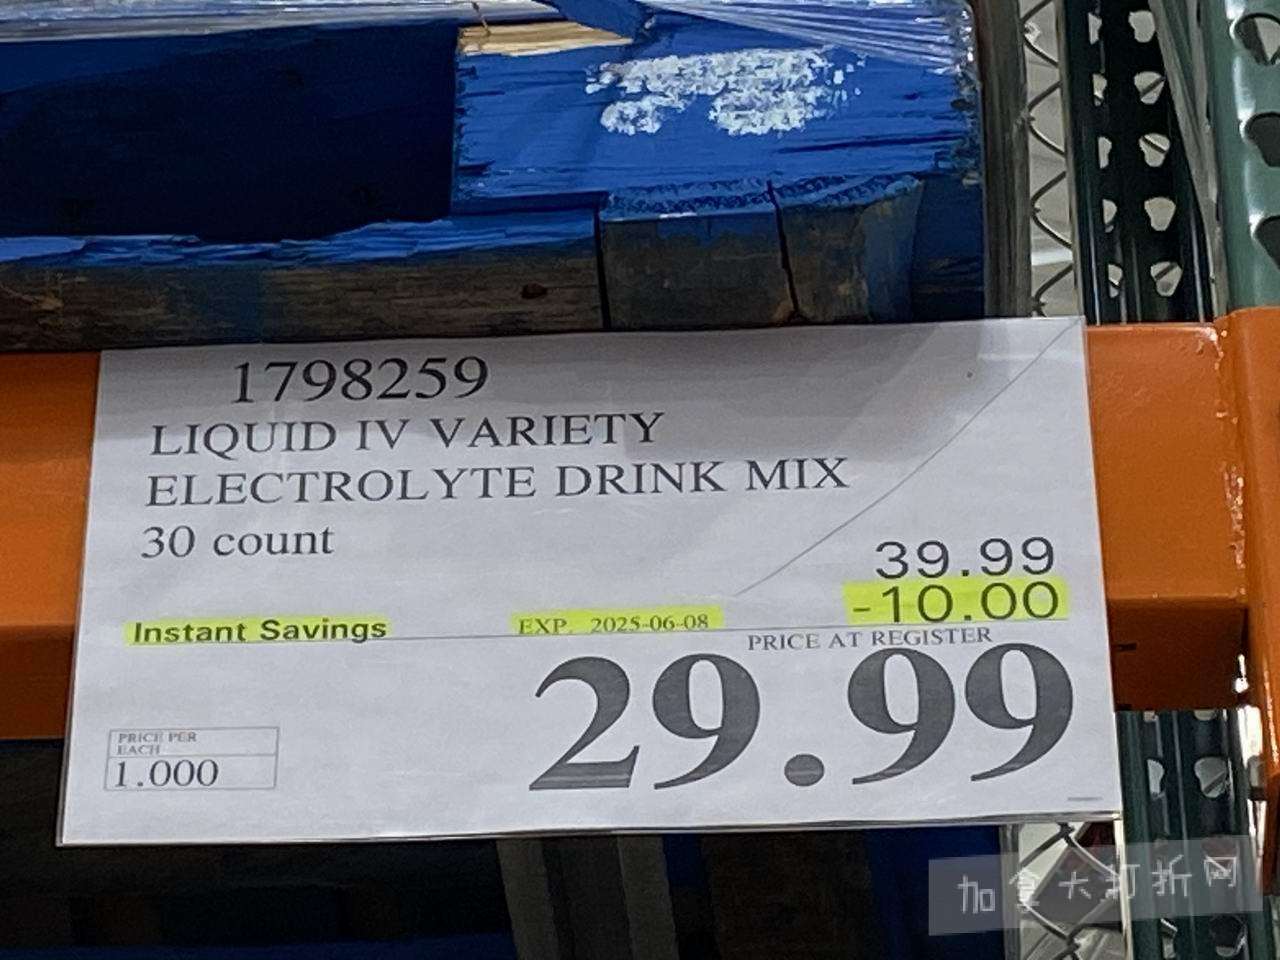 1798259
LIQUID IV VARIETY
ELECTROLYTE DRINK MIX
30 count
39.99
-10.00
Instant Savings EXP. 2025-06-08
PRICE AT REGISTER
29.99
PRICE PER
EACH
1.000
加拿大打折网